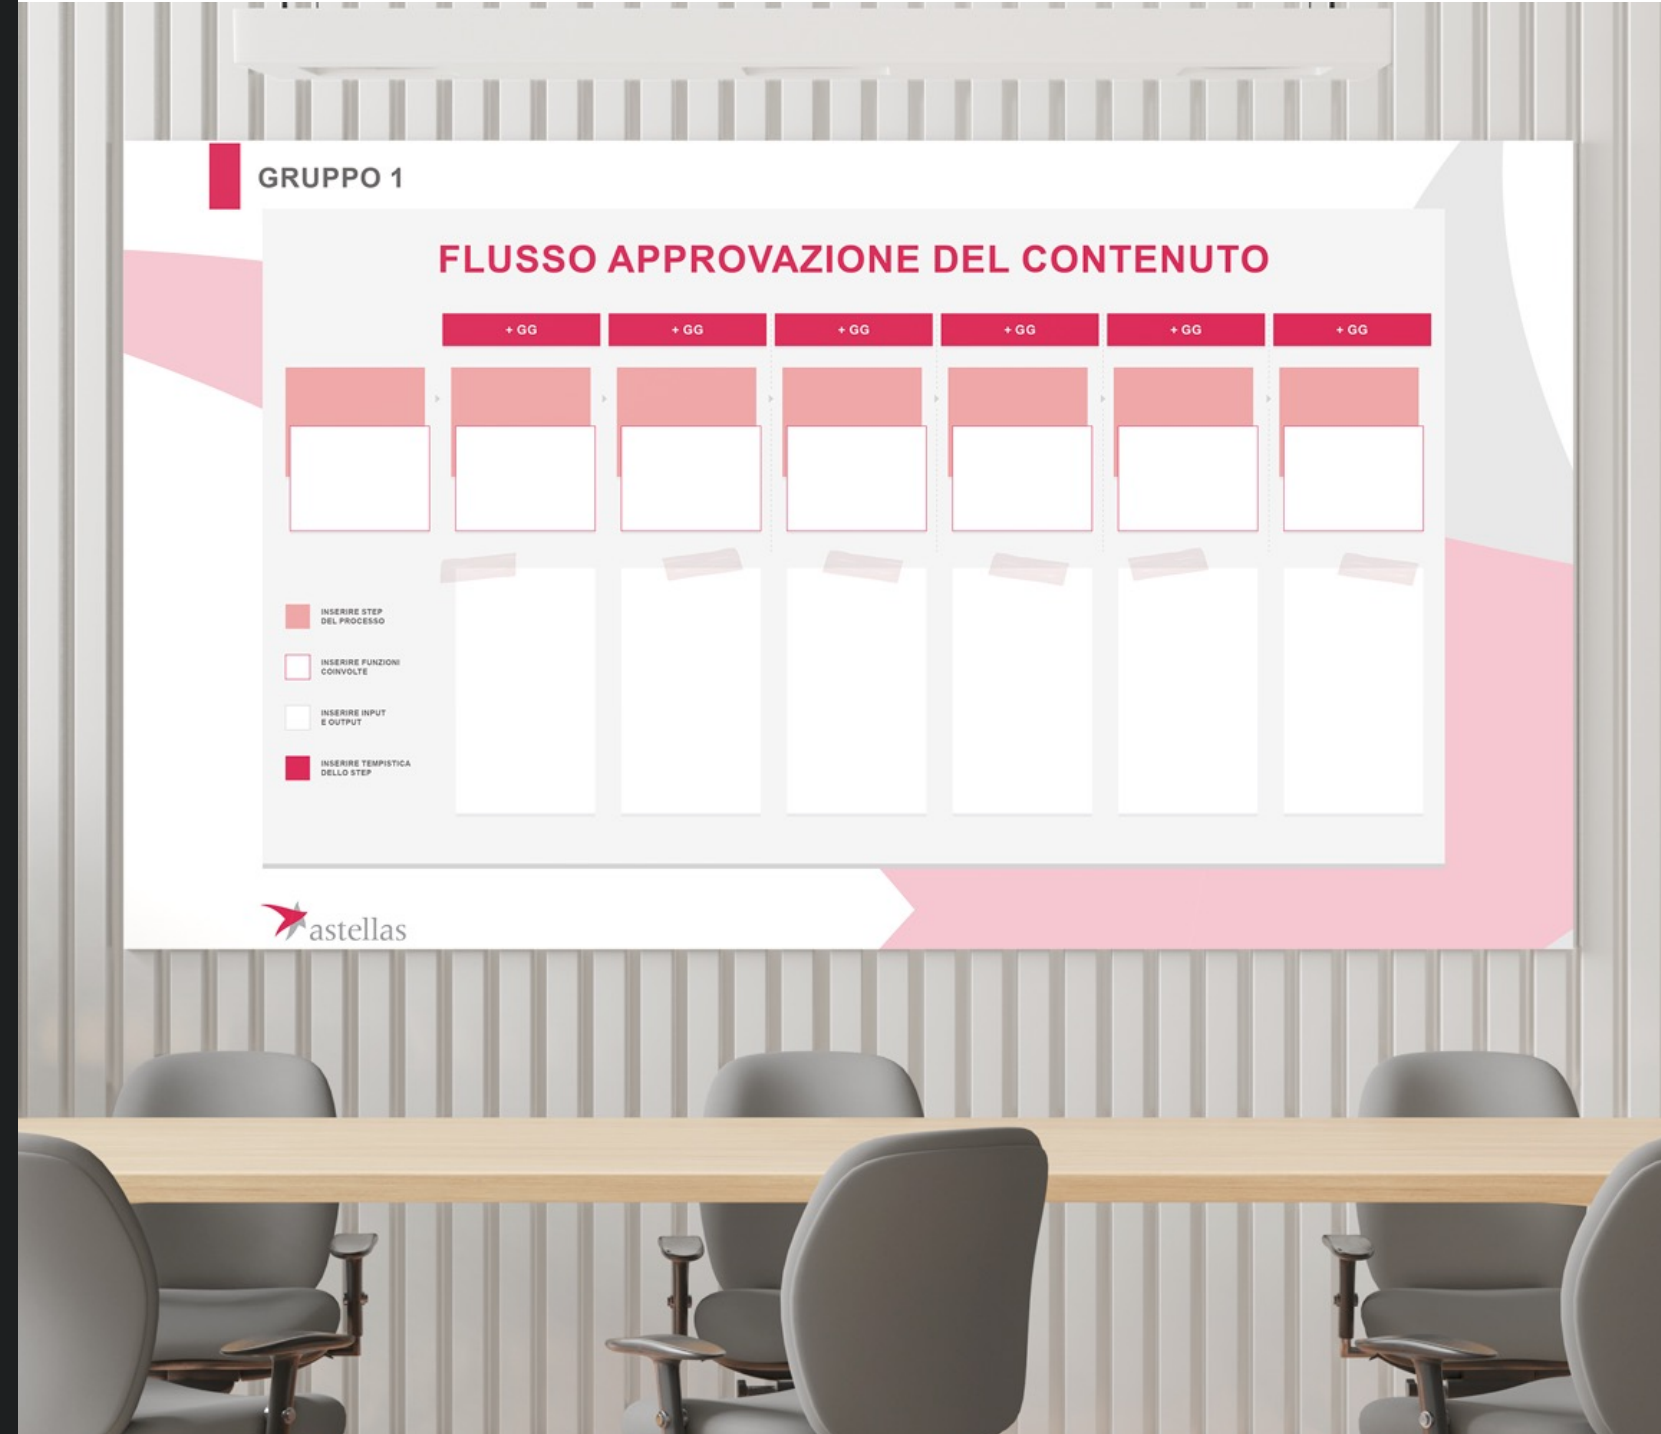 GRUPPO 1
FLUSSO APPROVAZIONE DEL CONTENUTO
+ GG + GG + GG + GG + GG + GG
INSERIRE STEP
DEL PROCESSO
INSERIRE FUNZIONI
COINVOLTE
INSERIRE INPUT
E OUTPUT
INSERIRE TEMPISTICA
DELLO STEP
astellas